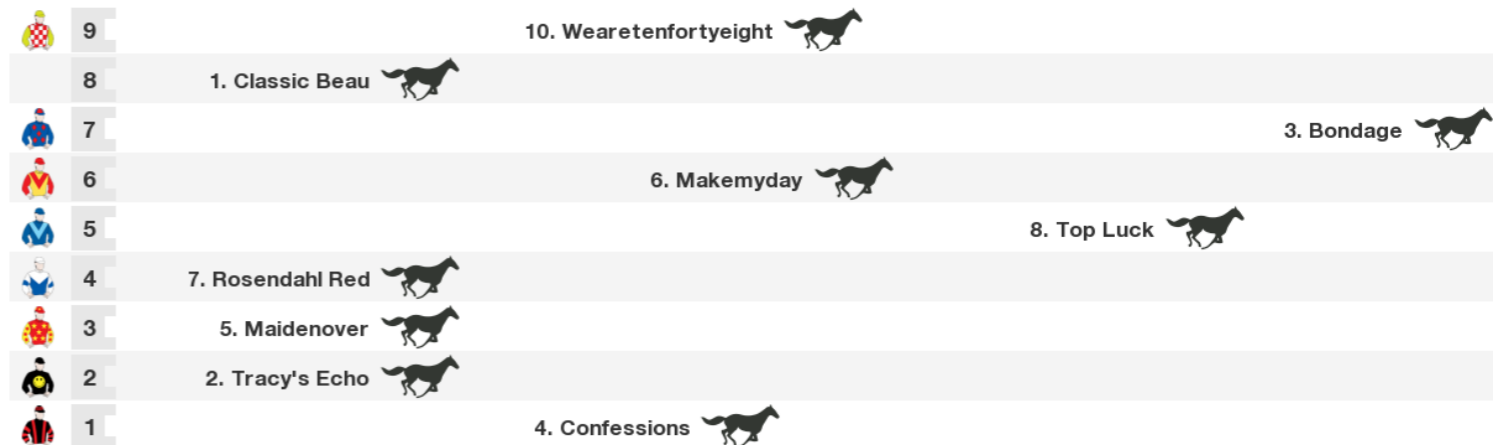 9 10. Wearetenfortyeight
8 1. Classic Beau
7 3. Bondage
6 6. Makemyday
5 8. Top Luck
4 7. Rosendahl Red
3 5. Maidenover
2 2. Tracy's Echo
1 4. Confessions